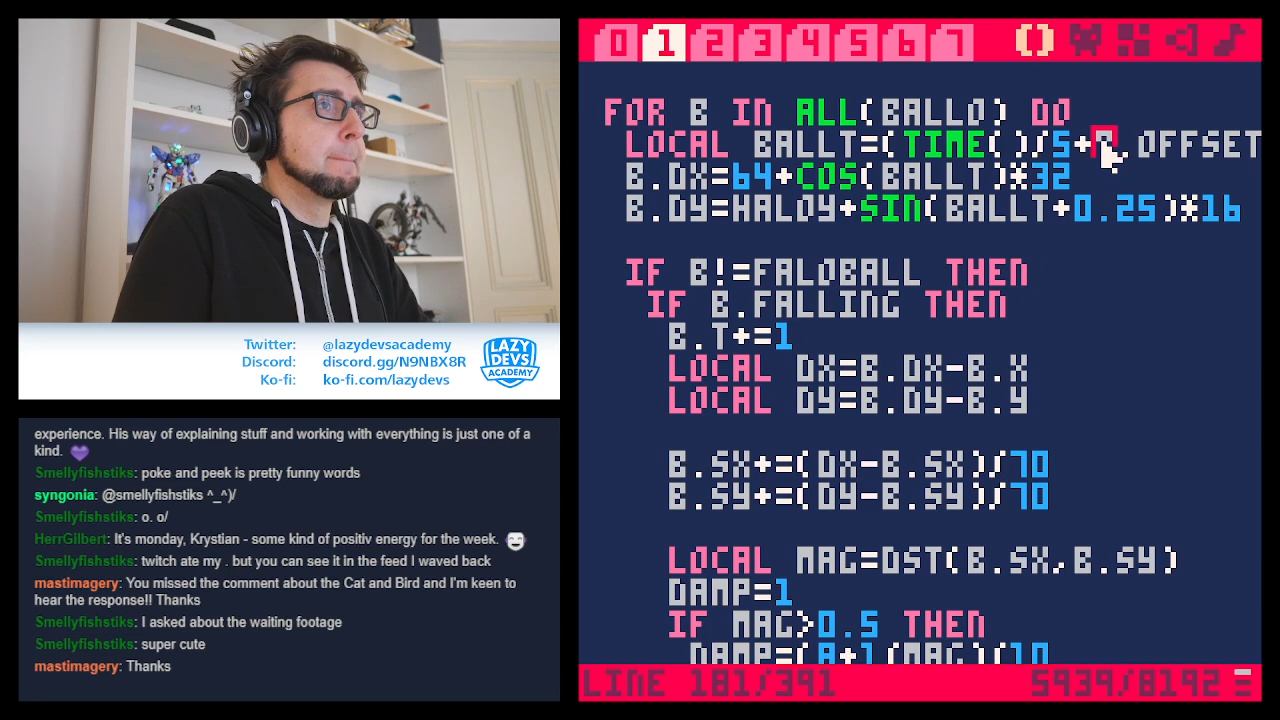 Twitter: @lazydevsacademy
Discord: discord.gg/N9NBX8R
Ko-fi: ko-fi.com/lazydevs
LAZY
DEVS
ACADEMY
experience. His way of explaining stuff and working with everything is just one of a
kind.
Smellyfishstiks: poke and peek is pretty funny words
syngonia: @smellyfishstiks ^_^)/
Smellyfishstiks: o. o/
HerrGilbert: It's monday, Krystian - some kind of positiv energy for the week.
Smellyfishstiks: twitch ate my . but you can see it in the feed I waved back
mastimagery: You missed the comment about the Cat and Bird and I'm keen to
hear the response!! Thanks
Smellyfishstiks: I asked about the waiting footage
Smellyfishstiks: super cute
mastimagery: Thanks
0 1 2 3 4 5 6 7 ()
FOR B IN ALL(BALLO) DO
LOCAL BALLT=(TIME()/5+ OFFSET
B.DX=64+COS(BALLT)*32
B.DY=HALOY+SIN(BALLT+0.25)*16
IF B!=FALOBALL THEN
IF B.FALLING THEN
B.T+=1
LOCAL DX=B.DX-B.X
LOCAL DY=B.DY-B.Y
B.SX+=(DX-B.SX)/70
B.SY+=(DY-B.SY)/70
LOCAL MAG=DST(B.SX,B.SY)
DAMP=1
IF MAG>0.5 THEN
LINE 181/391 5939/8192